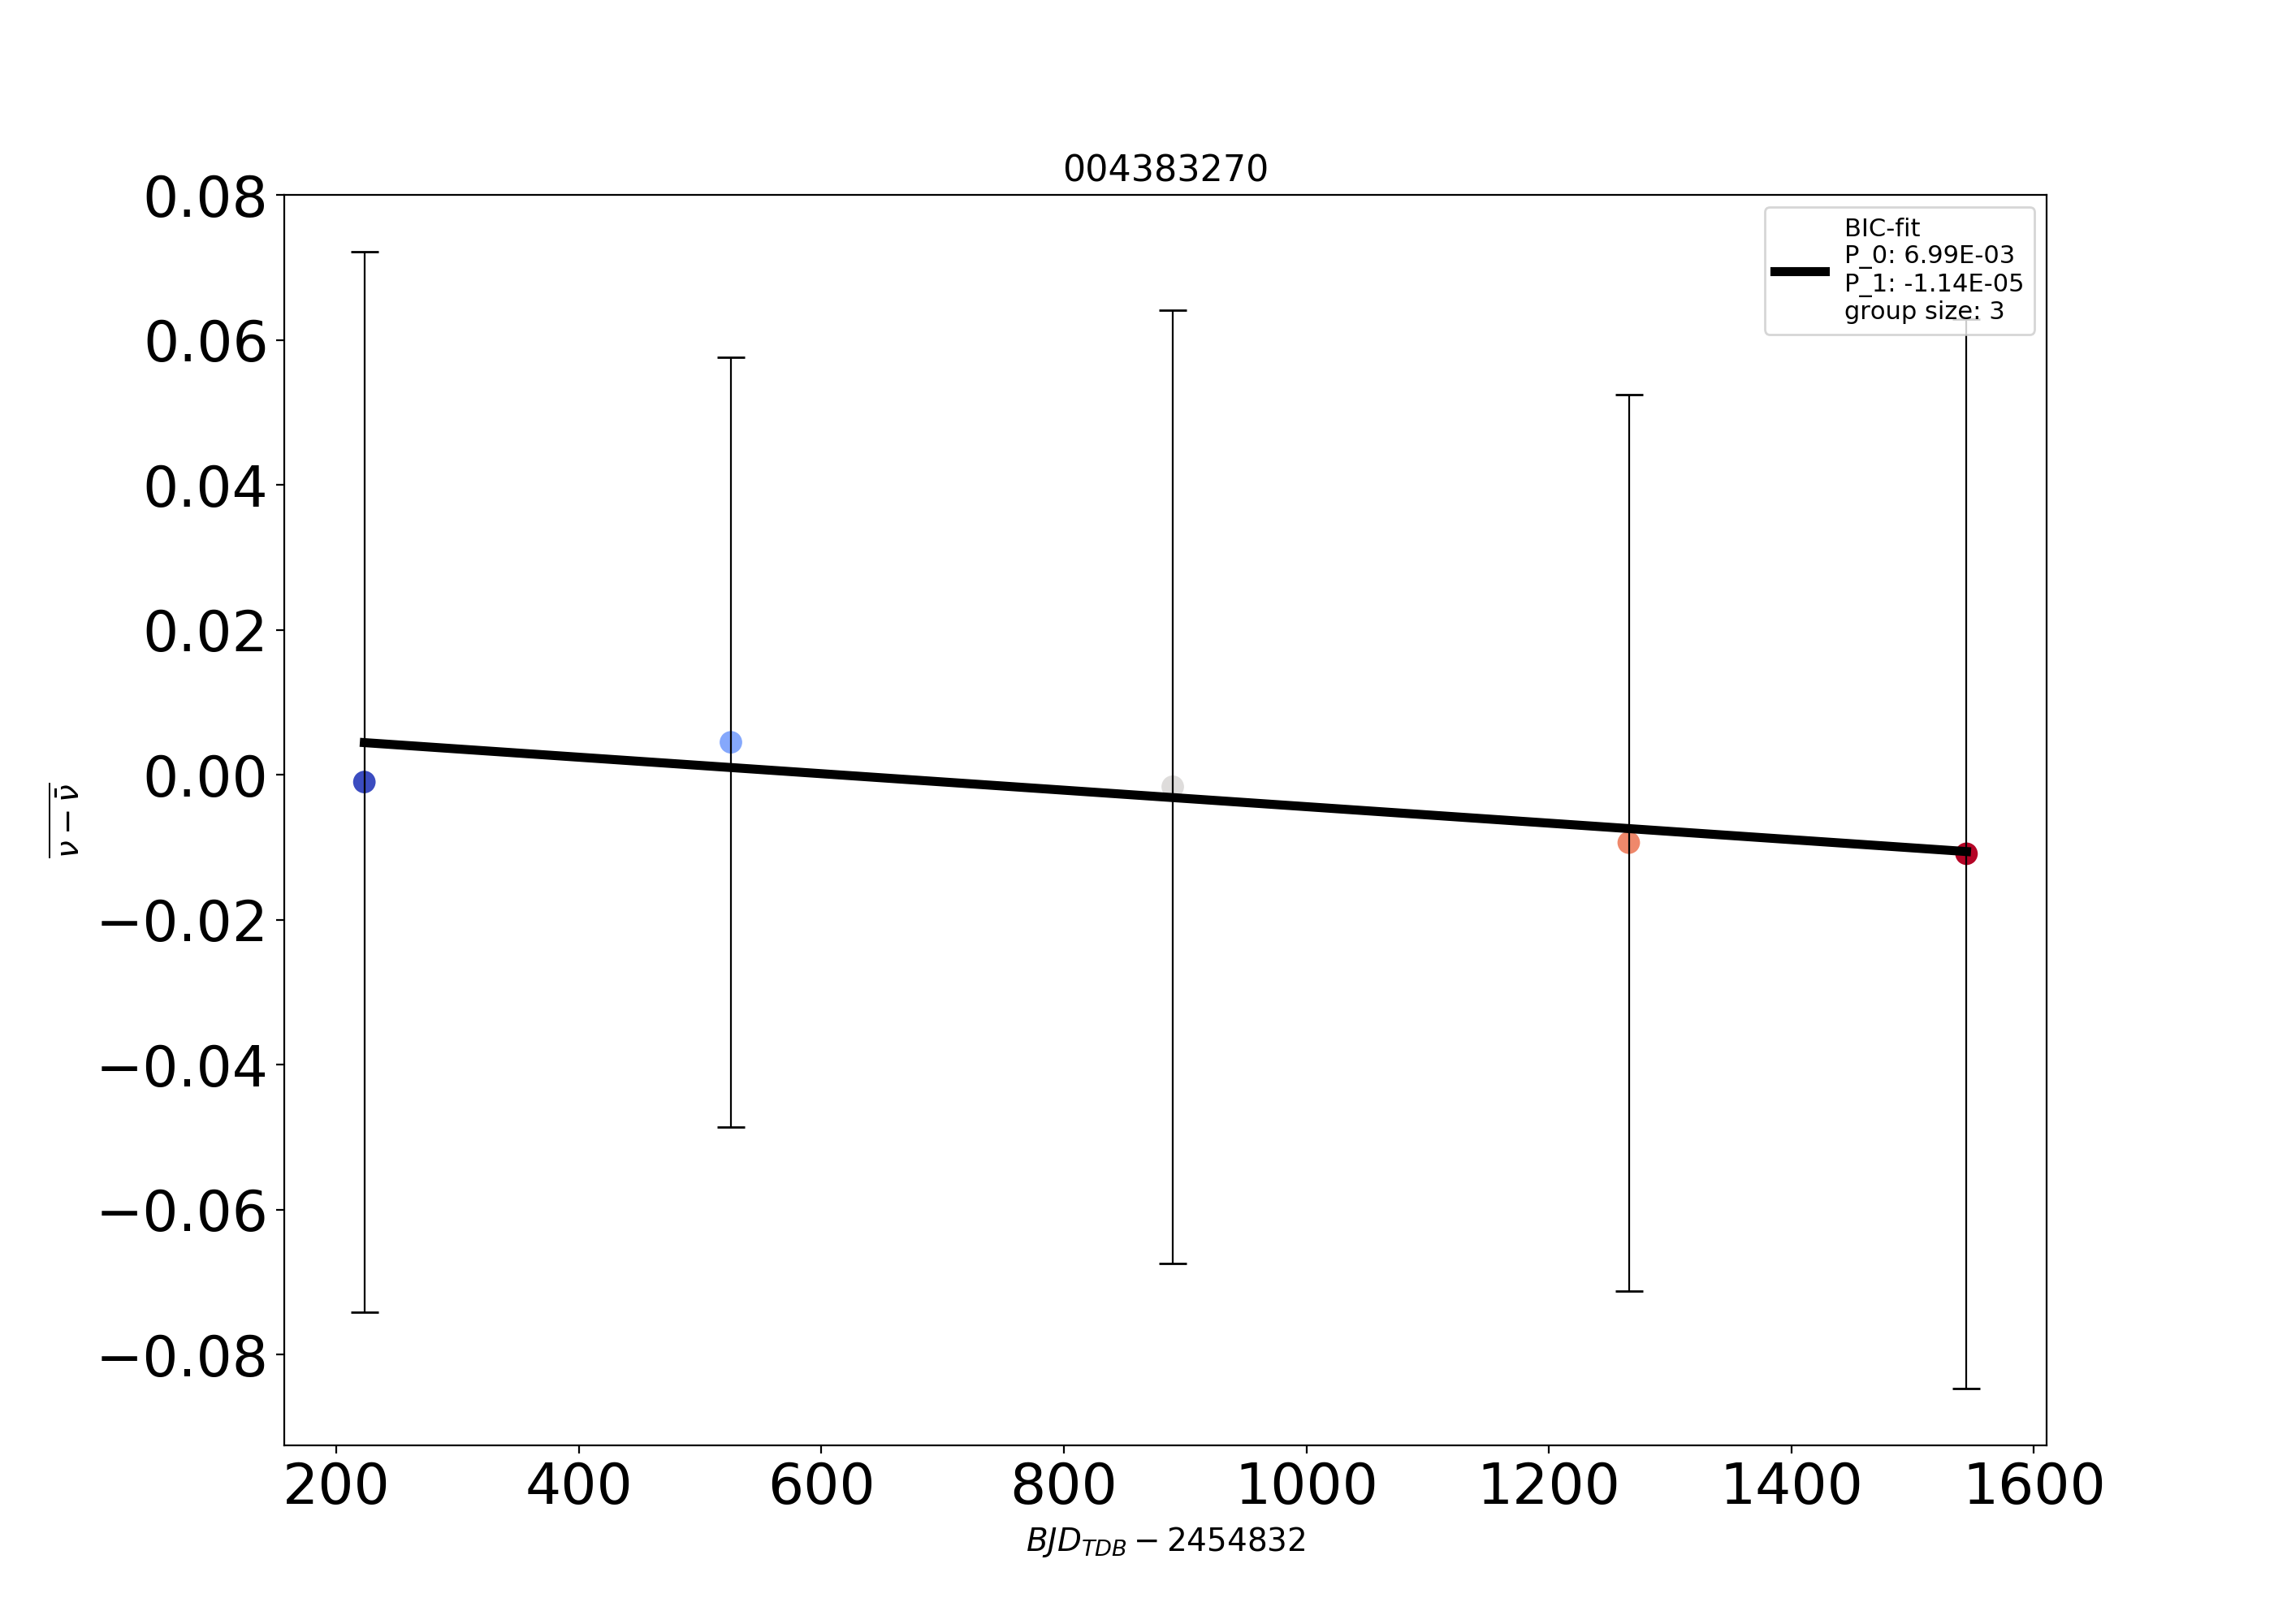 004383270
0.08
0.06
0.04
0.02
0.00
−0.02
−0.04
−0.06
−0.08
ν − ν̄
BIC-fit
P_0: 6.99E-03
P_1: -1.14E-05
group size: 3
200 400 600 800 1000 1200 1400 1600
BJD_TDB − 2454832